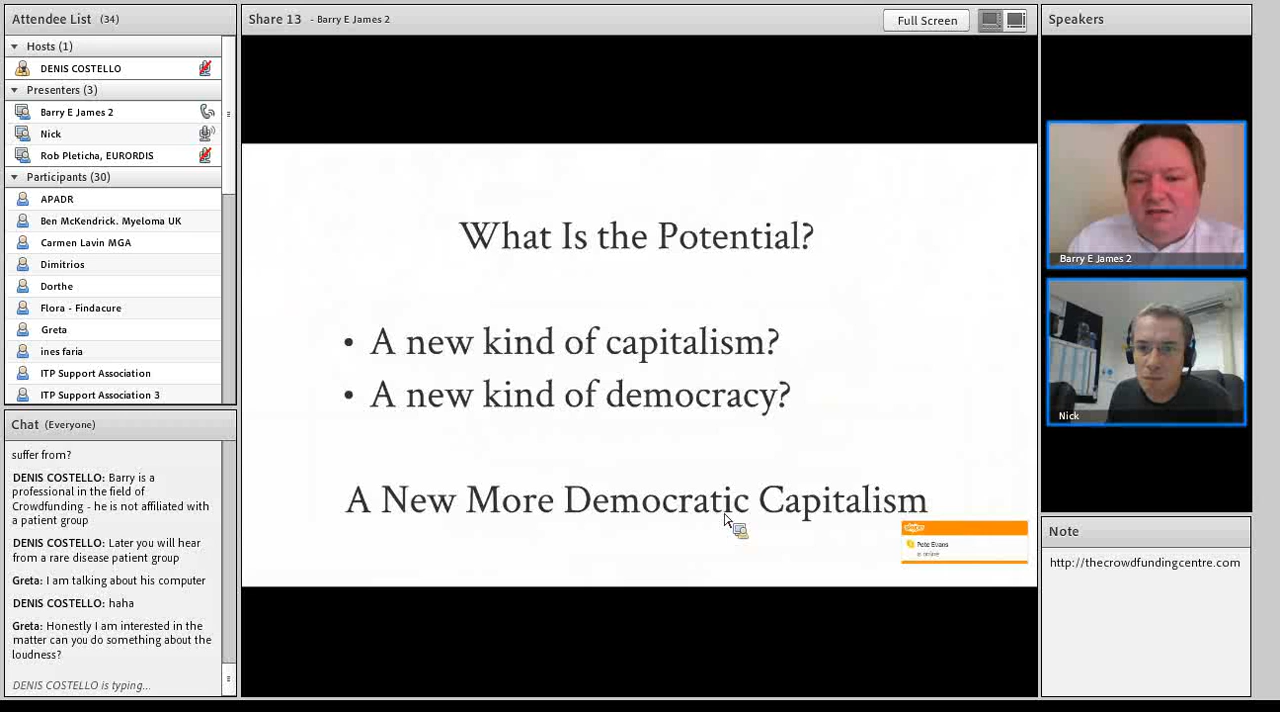 Attendee List (34)
Hosts (1)
DENIS COSTELLO
Presenters (3)
Barry E James 2
Nick
Rob Pleticha, EURORDIS
Participants (30)
APADR
Ben McKendrick. Myeloma UK
Carmen Lavin MGA
Dimitrios
Dorthe
Flora - Findacure
Greta
ines faria
ITP Support Association
ITP Support Association 3
Chat (Everyone)
suffer from?
DENIS COSTELLO: Barry is a
professional in the field of
Crowdfunding - he is not affiliated with
a patient group
DENIS COSTELLO: Later you will hear
from a rare disease patient group
Greta: I am talking about his computer
DENIS COSTELLO: haha
Greta: Honestly I am interested in the
matter can you do something about the
loudness?
DENIS COSTELLO is typing...
Share 13 - Barry E James 2
Full Screen
What Is the Potential?
• A new kind of capitalism?
• A new kind of democracy?
A New More Democratic Capitalism
Pete Evans
is online
Speakers
Barry E James 2
Nick
Note
http://thecrowdfundingcentre.com